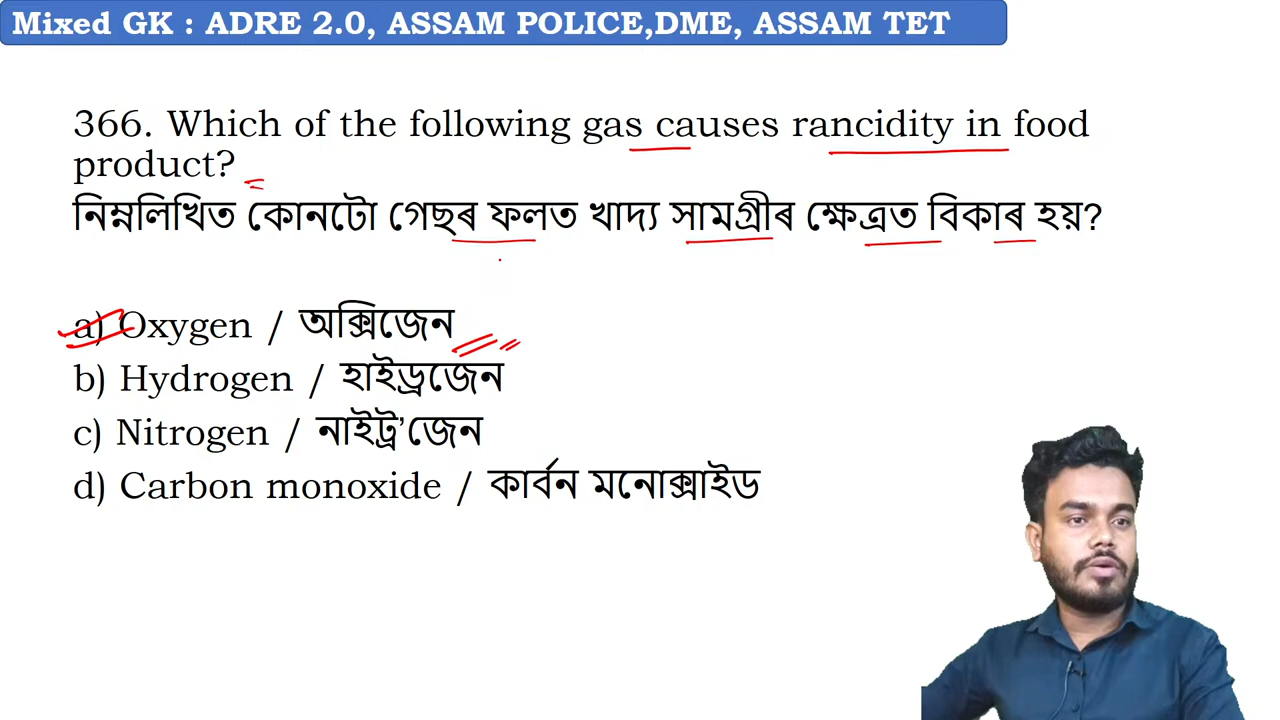 Mixed GK : ADRE 2.0, ASSAM POLICE,DME, ASSAM TET
366. Which of the following gas causes rancidity in food
product?
নিম্নলিখিত কোনটো গেছৰ ফলত খাদ্য সামগ্ৰীৰ ক্ষেত্ৰত বিকাৰ হয়?
a) Oxygen / অক্সিজেন
b) Hydrogen / হাইড্ৰজেন
c) Nitrogen / নাইট্ৰ’জেন
d) Carbon monoxide / কাৰ্বন মনোক্সাইড